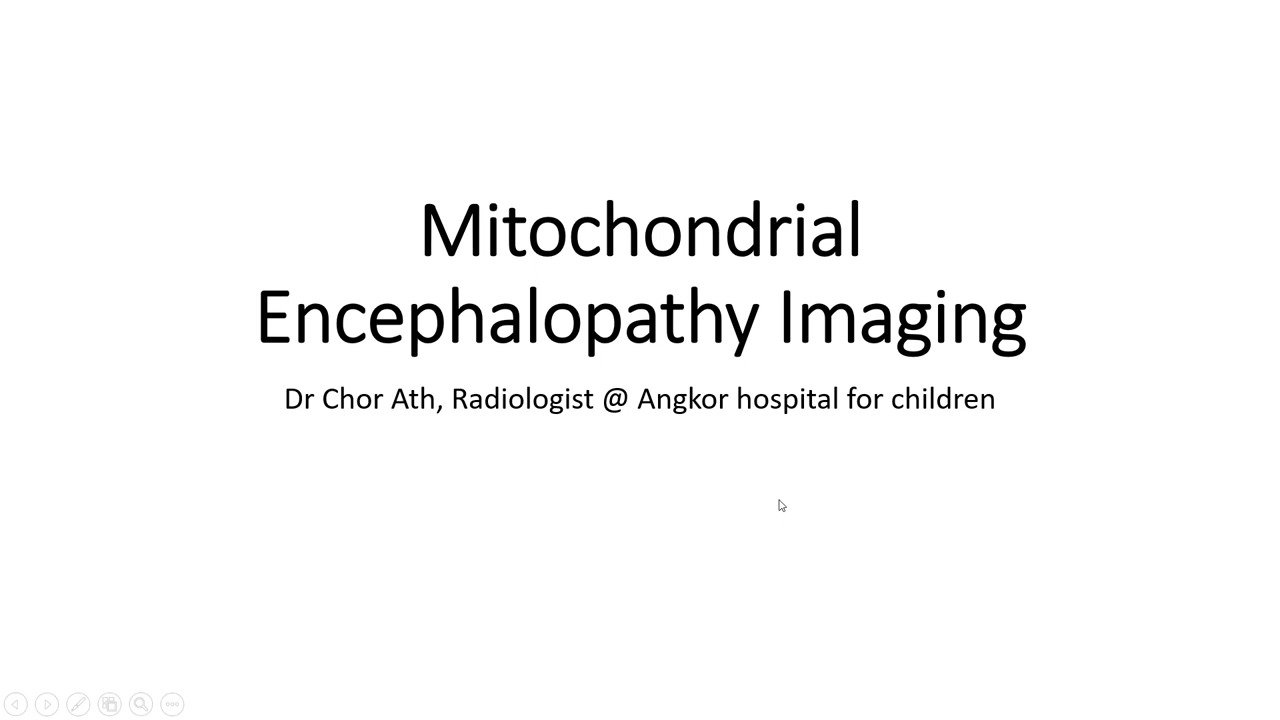 Mitochondrial
Encephalopathy Imaging
Dr Chor Ath, Radiologist @ Angkor hospital for children